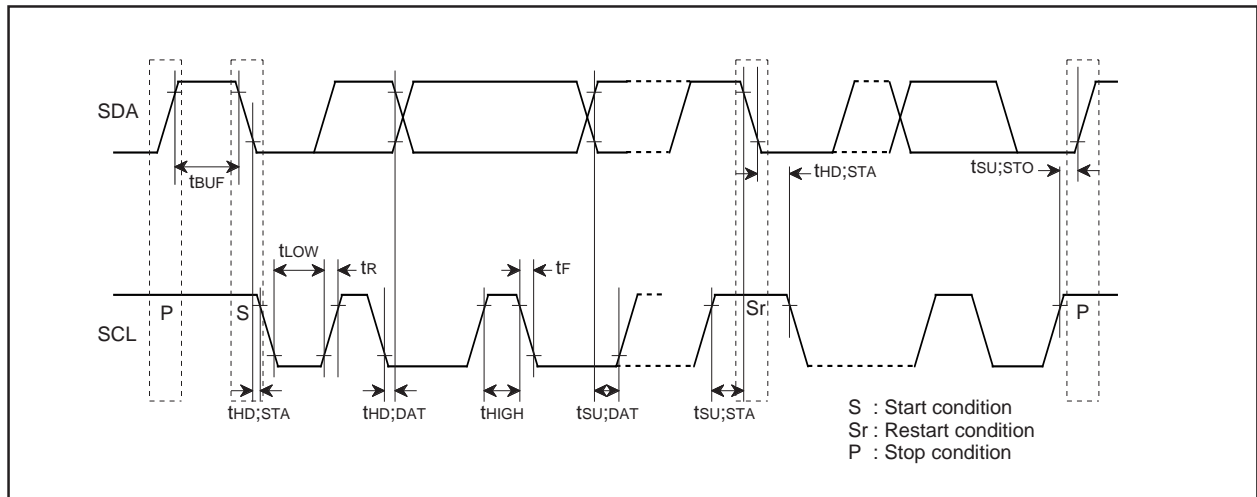 SDA
tBUF
tHD;STA
tSU;STO
tLOW
tR
tF
P
S
Sr
P
SCL
tHD;STA
tHD;DAT
tHIGH
tSU;DAT
tSU;STA
S : Start condition
Sr : Restart condition
P : Stop condition